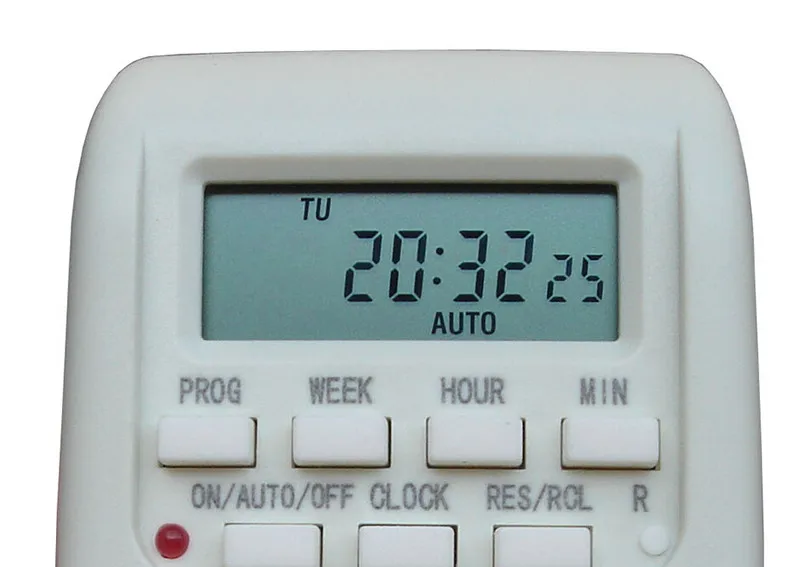 TU
20:32 25
AUTO
PROG WEEK HOUR MIN
ON/AUTO/OFF CLOCK RES/RCL R